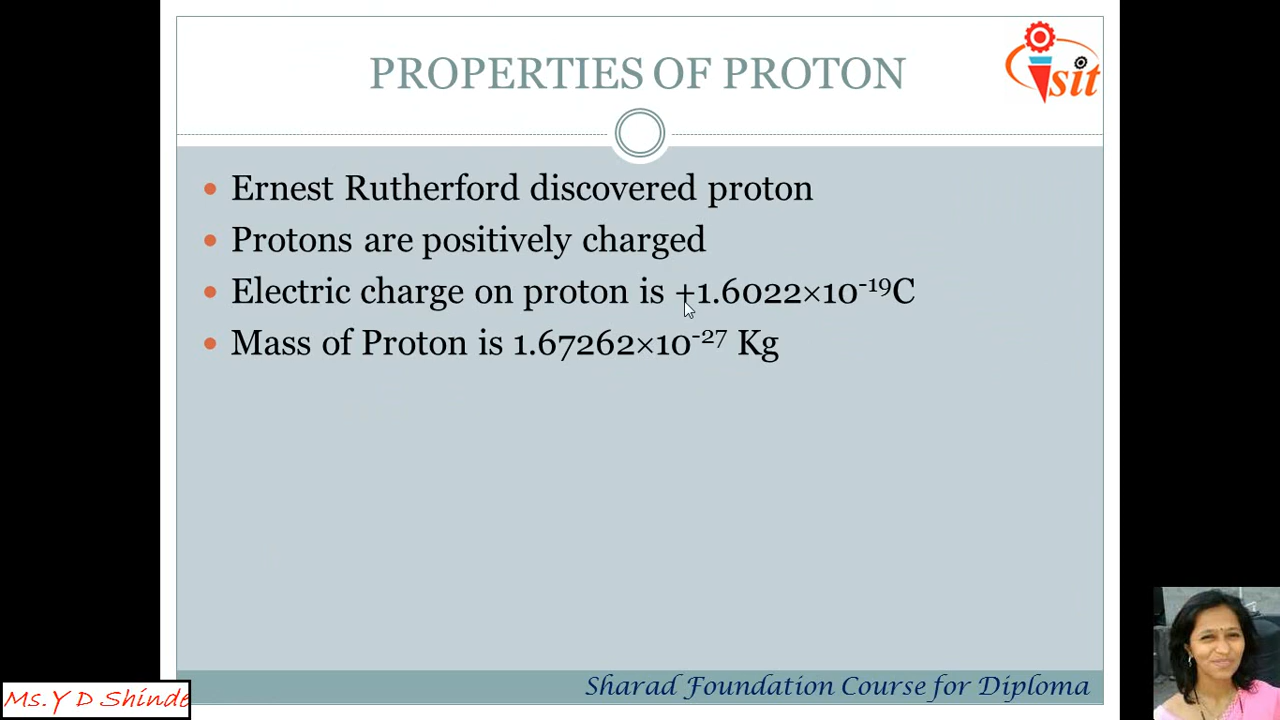 PROPERTIES OF PROTON
sit
• Ernest Rutherford discovered proton
• Protons are positively charged
• Electric charge on proton is +1.6022×10⁻¹⁹C
• Mass of Proton is 1.67262×10⁻²⁷ Kg
Sharad Foundation Course for Diploma
Ms. Y D Shinde